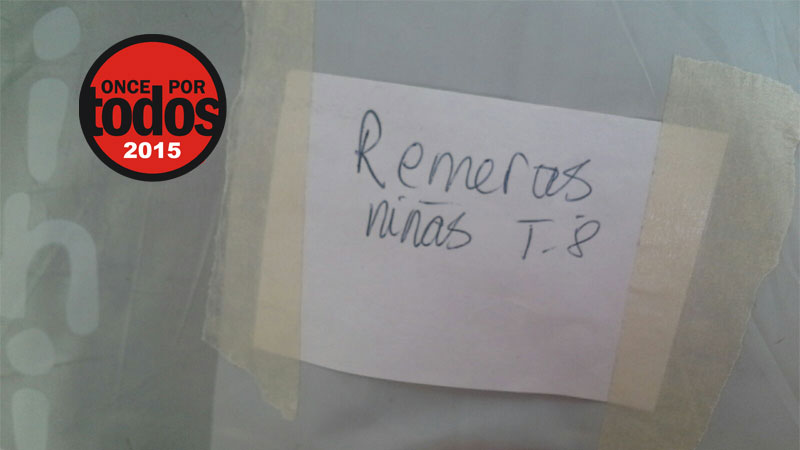 ONCE POR
todos
2015
Remeras
niñas T.8